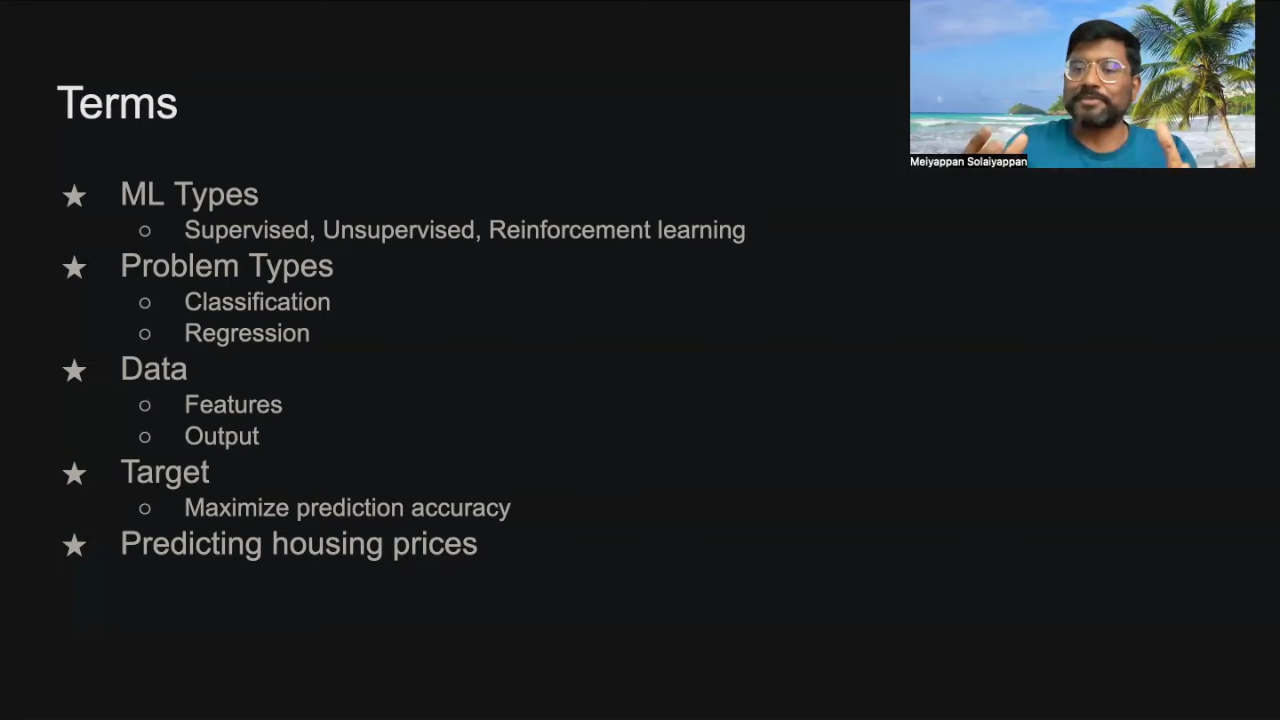 Terms
★ ML Types
○ Supervised, Unsupervised, Reinforcement learning
★ Problem Types
○ Classification
○ Regression
★ Data
○ Features
○ Output
★ Target
○ Maximize prediction accuracy
★ Predicting housing prices
Meiyappan Solaiyappan